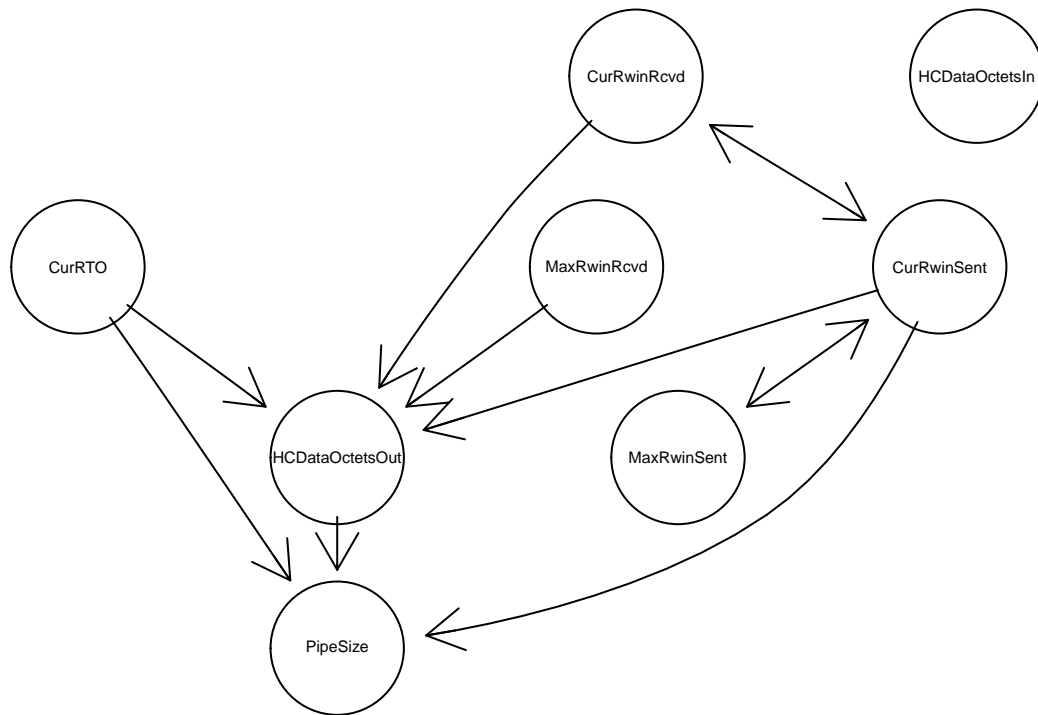 CurRwinRcvd
HCDataOctetsIn
CurRTO
MaxRwinRcvd
CurRwinSent
HCDataOctetsOut
MaxRwinSent
PipeSize